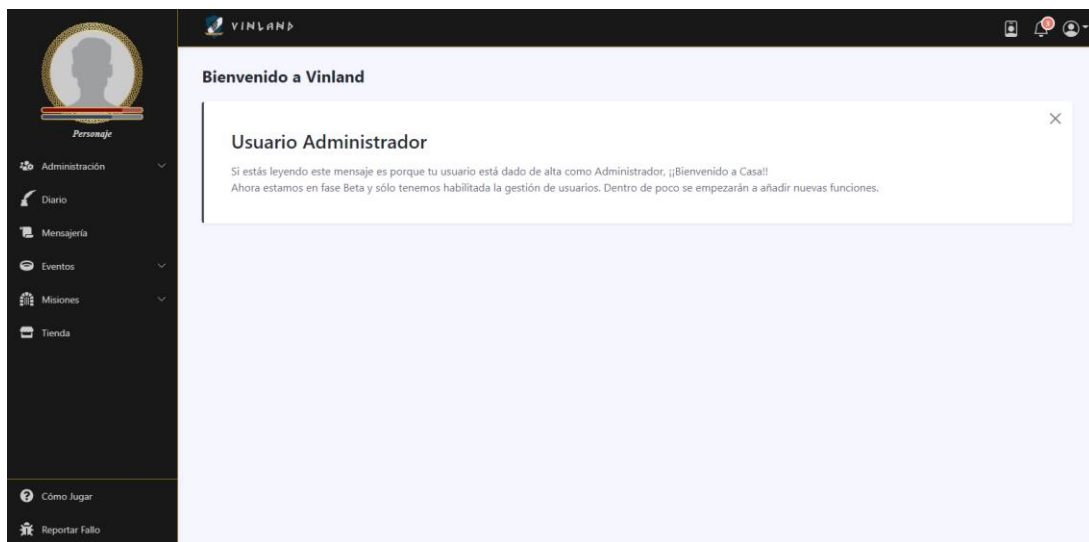 VINLAND
3
Personaje
Administración
Diario
Mensajería
Eventos
Misiones
Tienda
Cómo Jugar
Reportar Fallo
Bienvenido a Vinland
Usuario Administrador
Si estás leyendo este mensaje es porque tu usuario está dado de alta como Administrador, ¡¡Bienvenido a Casa!!
Ahora estamos en fase Beta y sólo tenemos habilitada la gestión de usuarios. Dentro de poco se empezarán a añadir nuevas funciones.